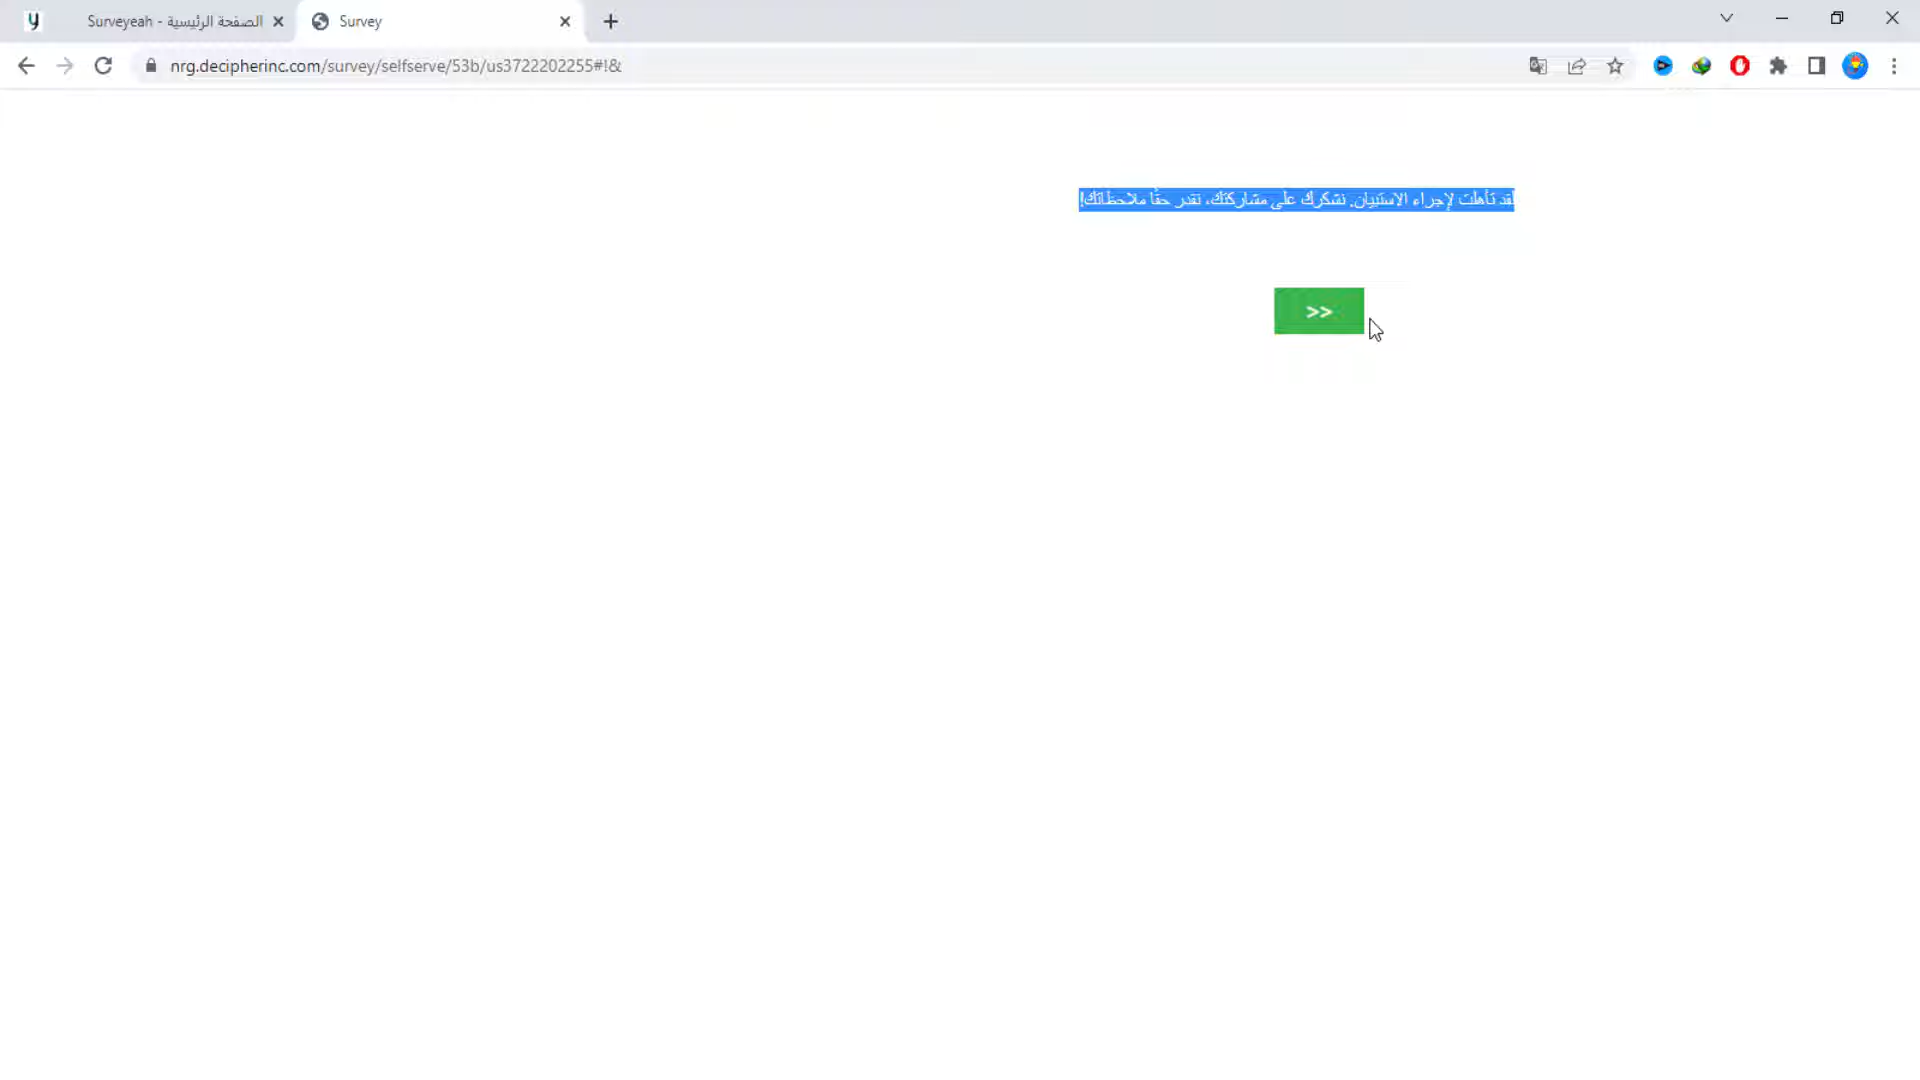 Surveyeah - الصفحة الرئيسية
Survey
nrg.decipherinc.com/survey/selfserve/53b/us3722202255#!&
لقد تأهلت لإجراء الاستبيان. نشكرك على مشاركتك، نقدر حقًا ملاحظاتك!
>>